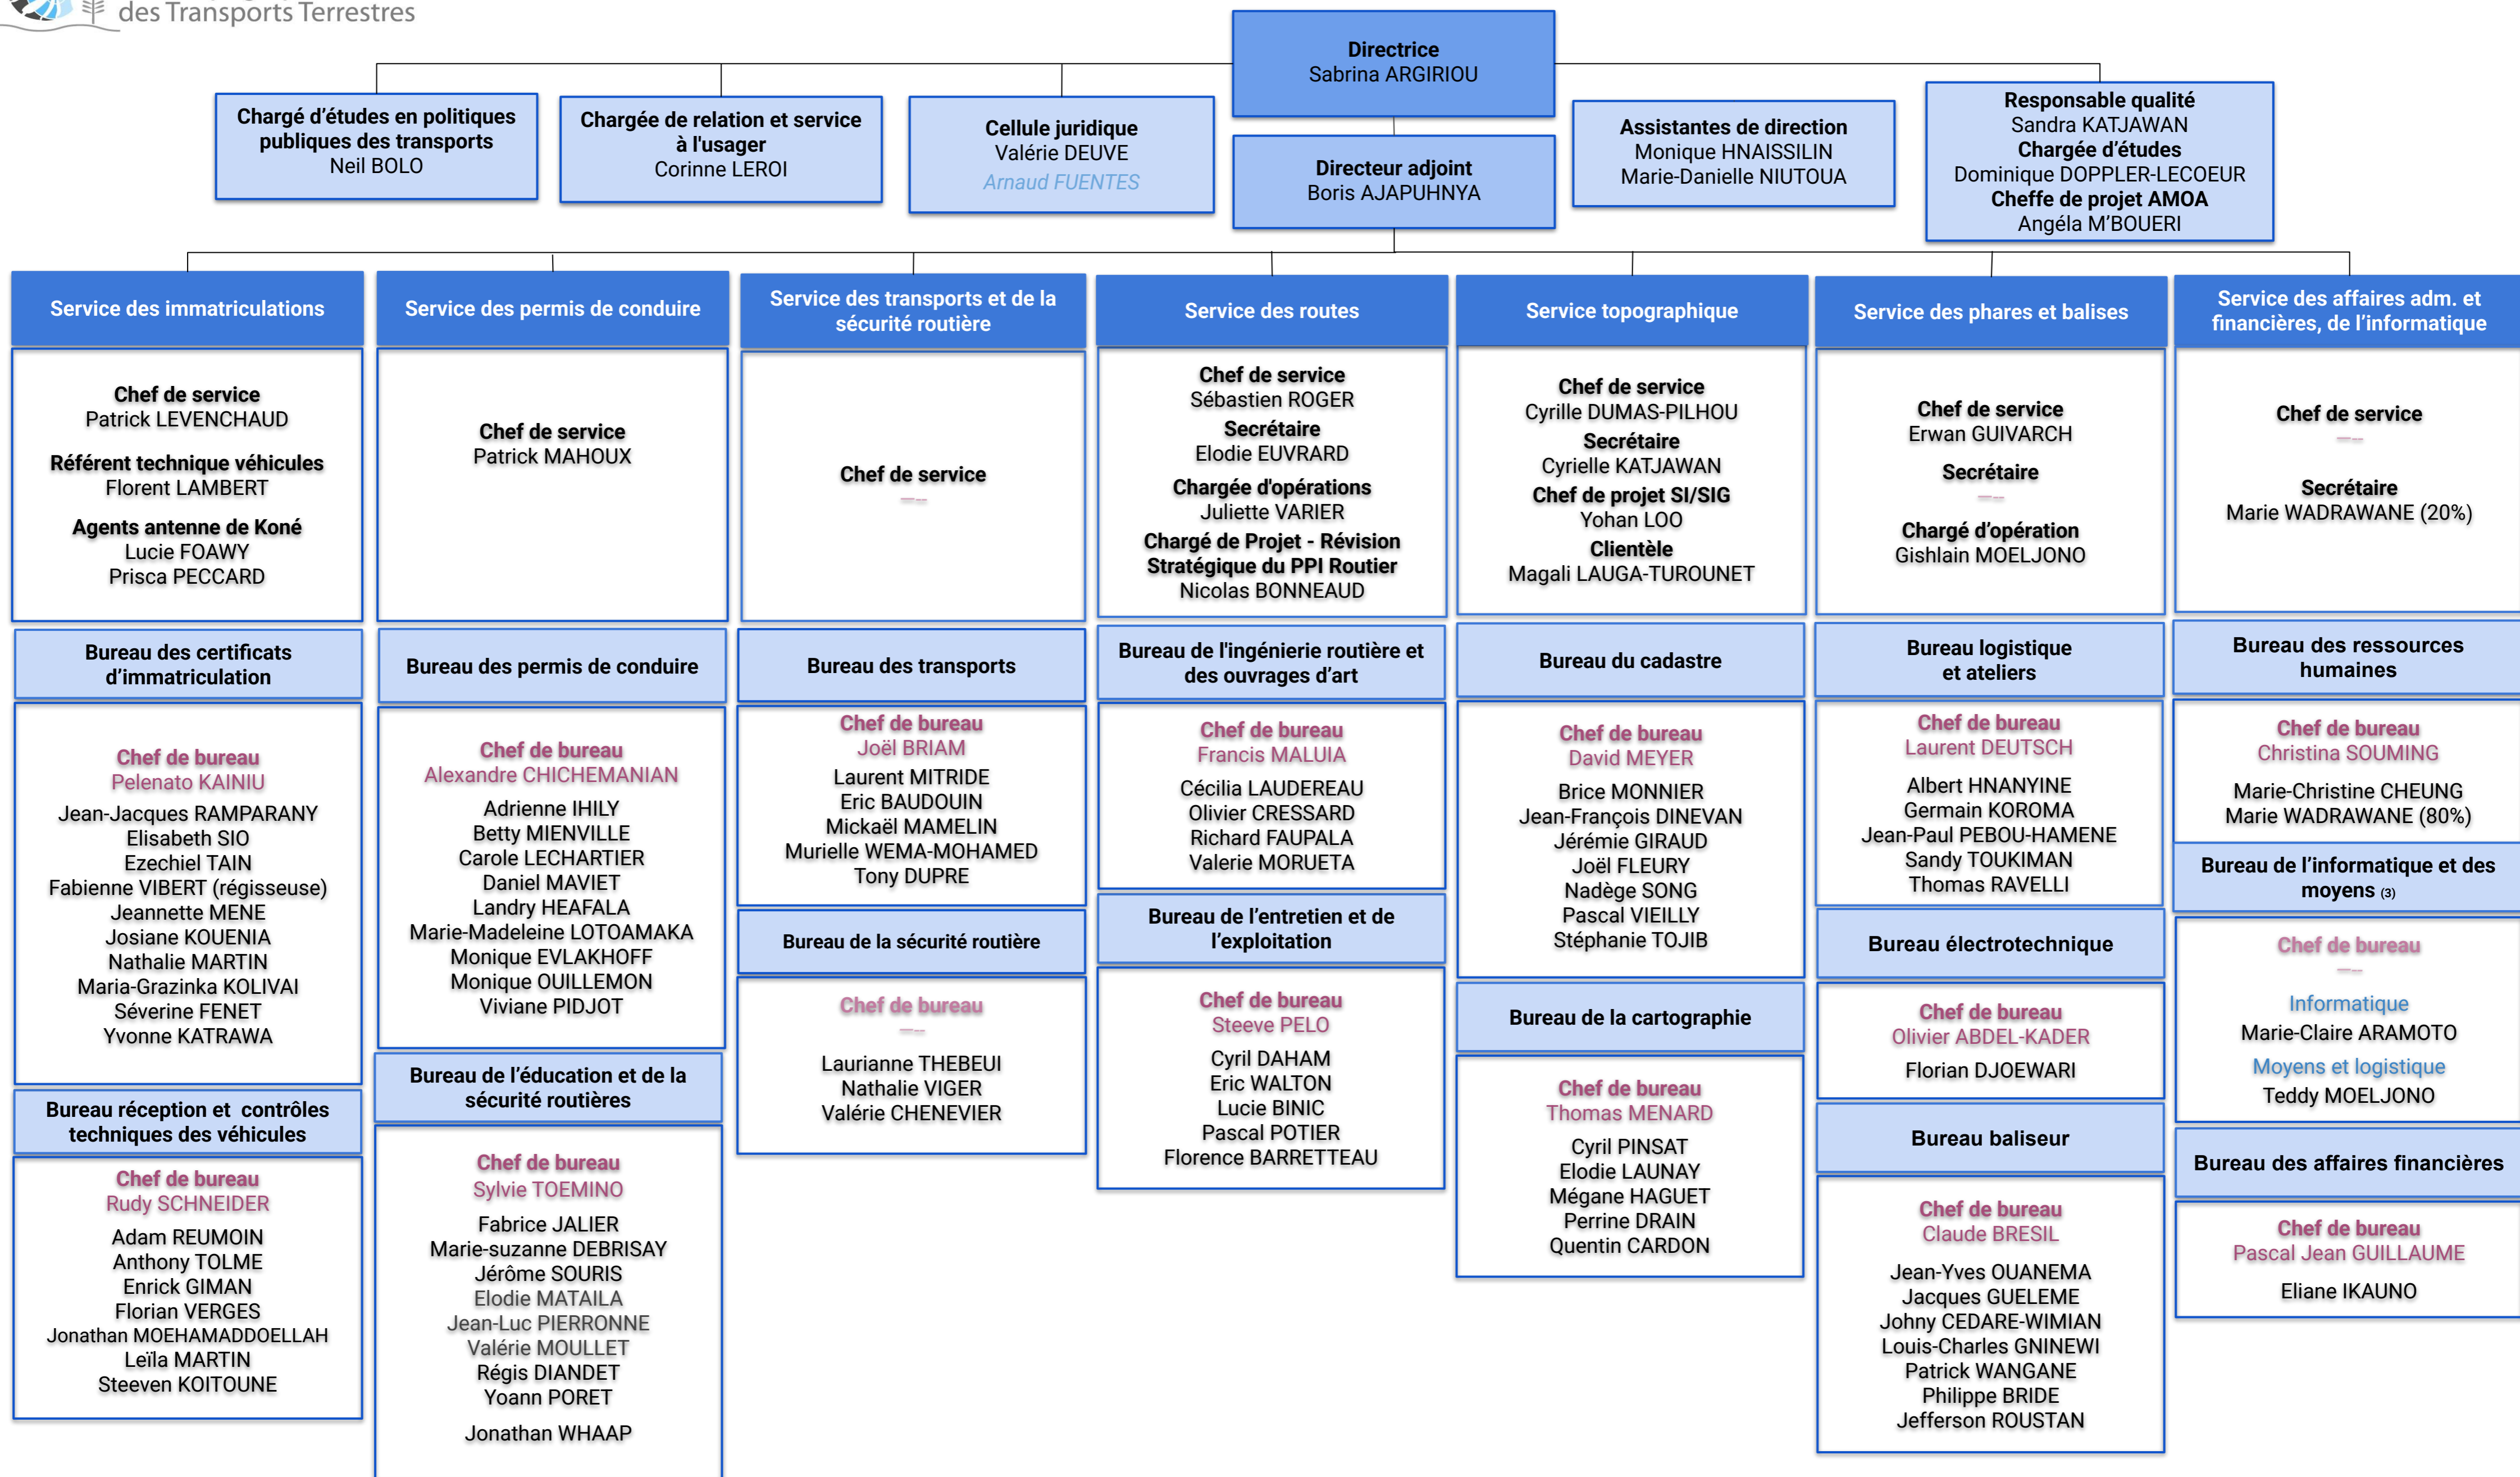 des Transports Terrestres
Directrice
Sabrina ARGIRIOU
Chargé d'études en politiques
publiques des transports
Neil BOLO
Chargée de relation et service
à l'usager
Corinne LEROI
Cellule juridique
Valérie DEUVE
Arnaud FUENTES
Directeur adjoint
Boris AJAPUHNYA
Assistantes de direction
Monique HNAISSILIN
Marie-Danielle NIUTOUA
Responsable qualité
Sandra KATJAWAN
Chargée d'études
Dominique DOPPLER-LECOEUR
Cheffe de projet AMOA
Angéla M'BOUERI
Service des immatriculations
Chef de service
Patrick LEVENCHAUD
Référent technique véhicules
Florent LAMBERT
Agents antenne de Koné
Lucie FOAWY
Prisca PECCARD
Bureau des certificats
d'immatriculation
Chef de bureau
Pelenato KAINIU
Jean-Jacques RAMPARANY
Elisabeth SIO
Ezechiel TAIN
Fabienne VIBERT (régisseuse)
Jeannette MENE
Josiane KOUENIA
Nathalie MARTIN
Maria-Grazinka KOLIVAI
Séverine FENET
Yvonne KATRAWA
Bureau réception et contrôles
techniques des véhicules
Chef de bureau
Rudy SCHNEIDER
Adam REUMOIN
Anthony TOLME
Enrick GIMAN
Florian VERGES
Jonathan MOEHAMADDOELLAH
Leïla MARTIN
Steeven KOITOUNE
Service des permis de conduire
Chef de service
Patrick MAHOUX
Bureau des permis de conduire
Chef de bureau
Alexandre CHICHEMANIAN
Adrienne IHILY
Betty MIENVILLE
Carole LECHARTIER
Daniel MAVIET
Landry HEAFALA
Marie-Madeleine LOTOAMAKA
Monique EVLAKHOFF
Monique OUILLEMON
Viviane PIDJOT
Bureau de l'éducation et de la
sécurité routières
Chef de bureau
Sylvie TOEMINO
Fabrice JALIER
Marie-suzanne DEBRISAY
Jérôme SOURIS
Elodie MATAILA
Jean-Luc PIERRONNE
Valérie MOULLET
Régis DIANDET
Yoann PORET
Jonathan WHAAP
Service des transports et de la
sécurité routière
Chef de service
—--
Bureau des transports
Chef de bureau
Joël BRIAM
Laurent MITRIDE
Eric BAUDOUIN
Mickaël MAMELIN
Murielle WEMA-MOHAMED
Tony DUPRE
Bureau de la sécurité routière
Chef de bureau
—--
Laurianne THEBEUI
Nathalie VIGER
Valérie CHENEVIER
Service des routes
Chef de service
Sébastien ROGER
Secrétaire
Elodie EUVRARD
Chargée d'opérations
Juliette VARIER
Chargé de Projet - Révision
Stratégique du PPI Routier
Nicolas BONNEAUD
Bureau de l'ingénierie routière et
des ouvrages d'art
Chef de bureau
Francis MALUIA
Cécilia LAUDEREAU
Olivier CRESSARD
Richard FAUPALA
Valerie MORUETA
Bureau de l'entretien et de
l'exploitation
Chef de bureau
Steeve PELO
Cyril DAHAM
Eric WALTON
Lucie BINIC
Pascal POTIER
Florence BARRETTEAU
Service topographique
Chef de service
Cyrille DUMAS-PILHOU
Secrétaire
Cyrielle KATJAWAN
Chef de projet SI/SIG
Yohan LOO
Clientèle
Magali LAUGA-TUROUNET
Bureau du cadastre
Chef de bureau
David MEYER
Brice MONNIER
Jean-François DINEVAN
Jérémie GIRAUD
Joël FLEURY
Nadège SONG
Pascal VIEILLY
Stéphanie TOJIB
Bureau de la cartographie
Chef de bureau
Thomas MENARD
Cyril PINSAT
Elodie LAUNAY
Mégane HAGUET
Perrine DRAIN
Quentin CARDON
Service des phares et balises
Chef de service
Erwan GUIVARCH
Secrétaire
—--
Chargé d'opération
Gishlain MOELJONO
Bureau logistique
et ateliers
Chef de bureau
Laurent DEUTSCH
Albert HNANYINE
Germain KOROMA
Jean-Paul PEBOU-HAMENE
Sandy TOUKIMAN
Thomas RAVELLI
Bureau électrotechnique
Chef de bureau
Olivier ABDEL-KADER
Florian DJOEWARI
Bureau baliseur
Chef de bureau
Claude BRESIL
Jean-Yves OUANEMA
Jacques GUELEME
Johny CEDARE-WIMIAN
Louis-Charles GNINEWI
Patrick WANGANE
Philippe BRIDE
Jefferson ROUSTAN
Service des affaires adm. et
financières, de l'informatique
Chef de service
—--
Secrétaire
Marie WADRAWANE (20%)
Bureau des ressources
humaines
Chef de bureau
Christina SOUMING
Marie-Christine CHEUNG
Marie WADRAWANE (80%)
Bureau de l'informatique et des
moyens (3)
Chef de bureau
—--
Informatique
Marie-Claire ARAMOTO
Moyens et logistique
Teddy MOELJONO
Bureau des affaires financières
Chef de bureau
Pascal Jean GUILLAUME
Eliane IKAUNO